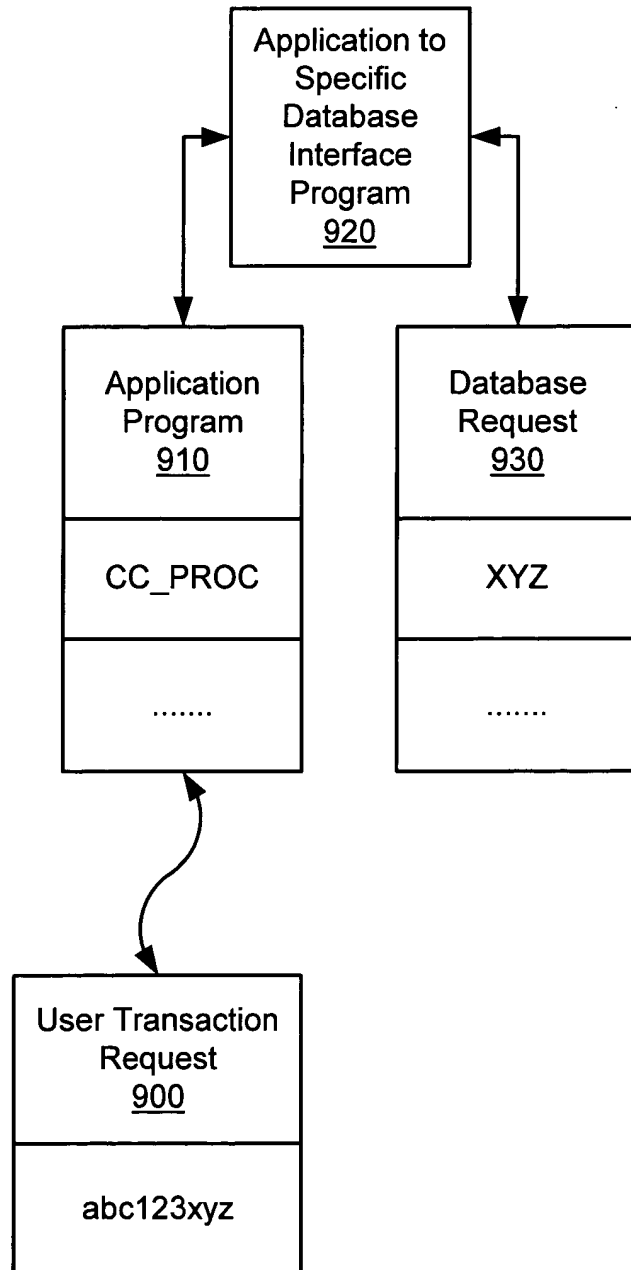 Application to
Specific
Database
Interface
Program
920
Application
Program
910
CC_PROC
.......
Database
Request
930
XYZ
.......
User Transaction
Request
900
abc123xyz